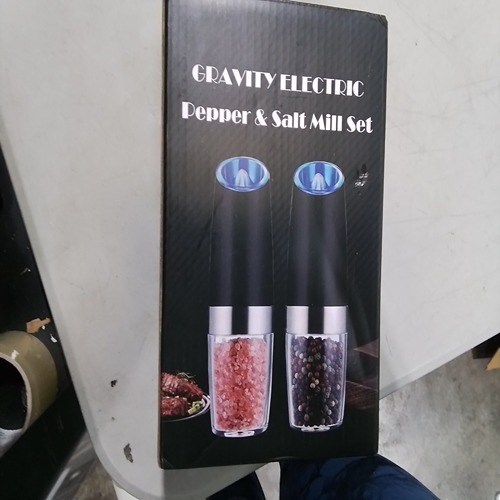 GRAVITY ELECTRIC
Pepper & Salt Mill Set